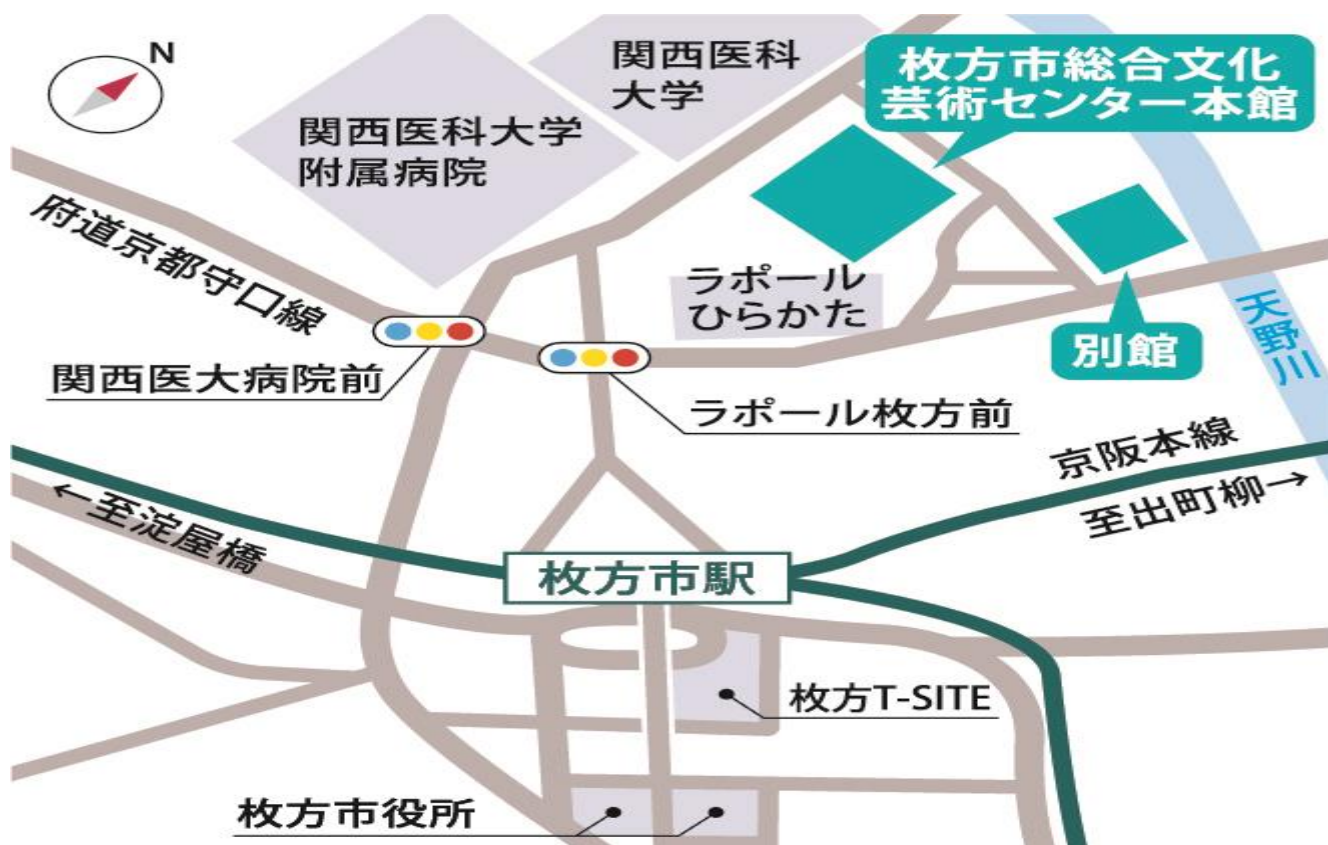 N
関西医科
大学
枚方市総合文化
芸術センター本館
関西医科大学
附属病院
府道京都守口線
ラポール
ひらかた
別館
天野川
関西医大病院前
ラポール枚方前
京阪本線
至出町柳→
←至淀屋橋
枚方市駅
枚方T-SITE
枚方市役所